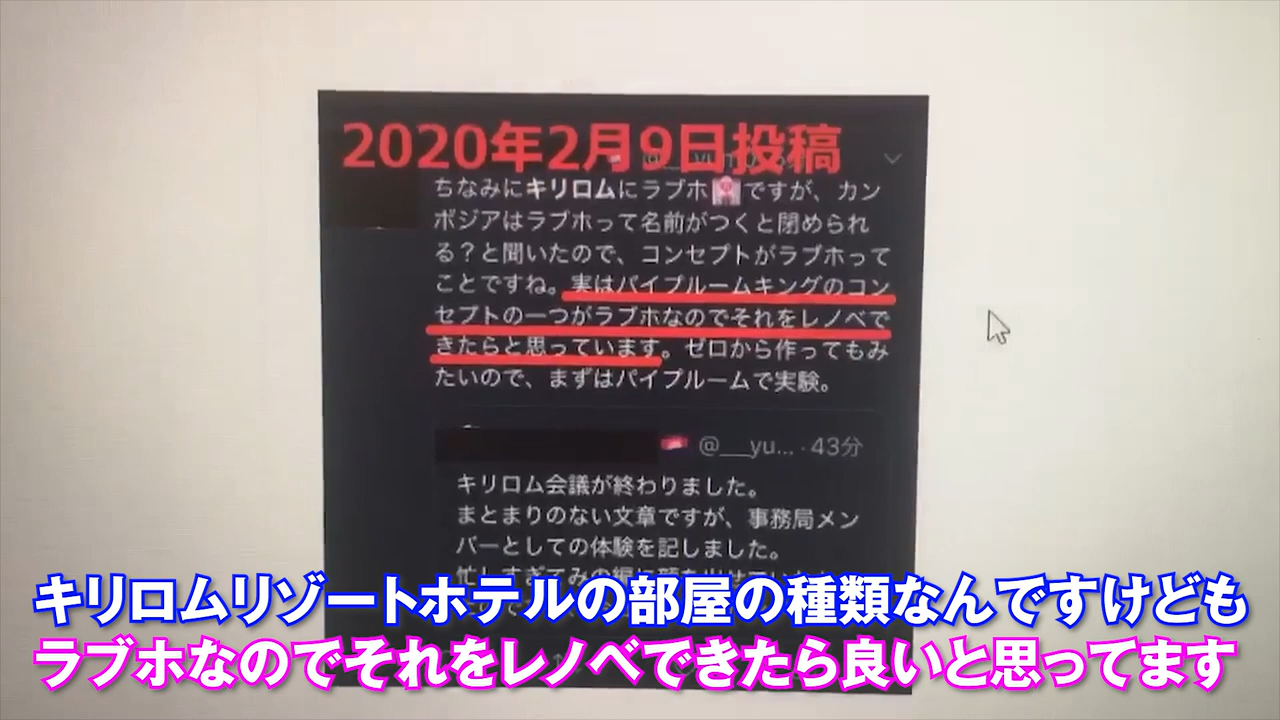 2020年2月9日投稿
ちなみにキリロムにラブホ🏩ですが、カン
ボジアはラブホって名前がつくと閉められ
る？と聞いたので、コンセプトがラブホって
ことですね。実はパイプルームキングのコン
セプトの一つがラブホなのでそれをレノベで
きたらと思っています。ゼロから作ってもみ
たいので、まずはパイプルームで実験。
@___yu... · 43分
キリロム会議が終わりました。
まとまりのない文章ですが、事務局メン
バーとしての体験を記しました。
キリロムリゾートホテルの部屋の種類なんですけども
ラブホなのでそれをレノベできたら良いと思ってます